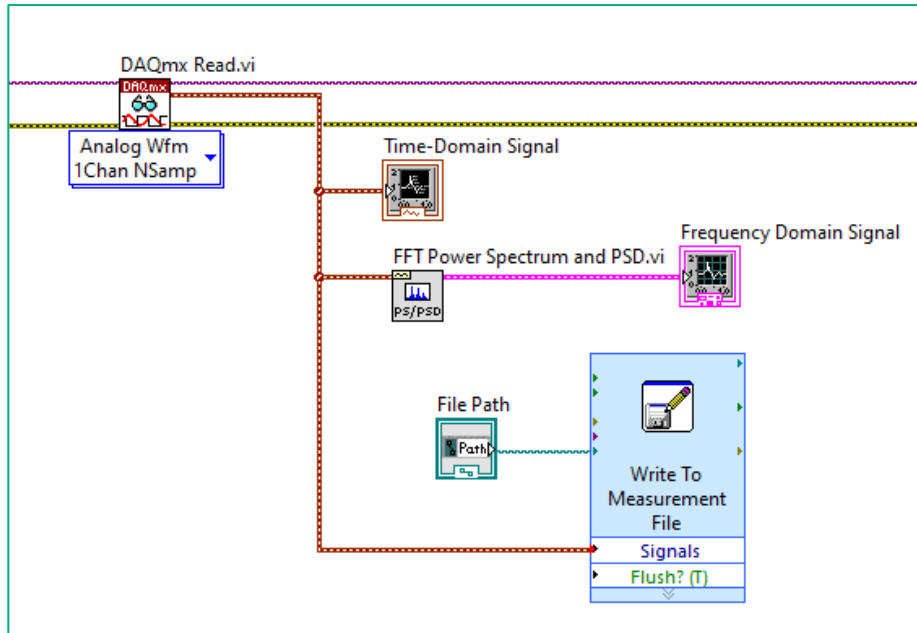 DAQmx Read.vi
DAQmx
Analog Wfm
1Chan NSamp
Time-Domain Signal
Frequency Domain Signal
FFT Power Spectrum and PSD.vi
PS/PSD
File Path
Path
Write To
Measurement
File
Signals
Flush? (T)